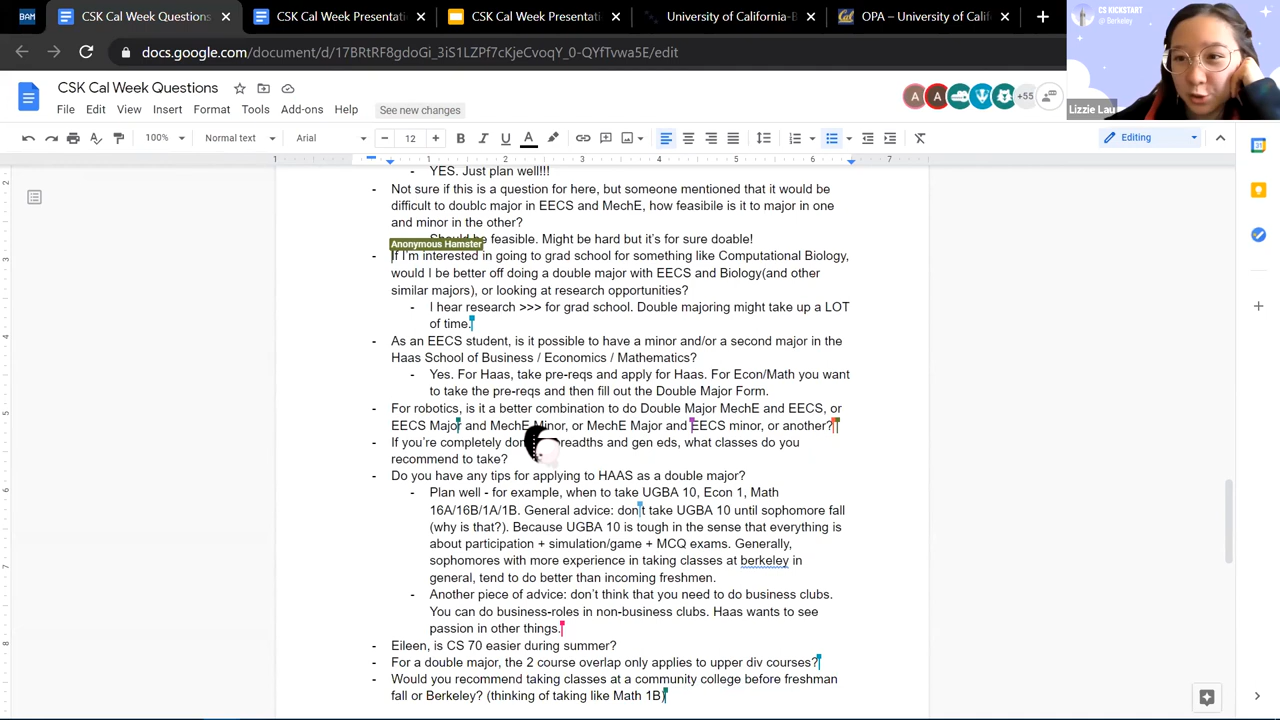 CSK Cal Week Questions
CSK Cal Week Presentati
CSK Cal Week Presentati
University of California-B
OPA – University of Cali
docs.google.com/document/d/
/edit
CS KICKSTART
@ Berkeley
CSK Cal Week Questions
File Edit View Insert Format Tools Add-ons Help See new changes
A A +55
Lizzie Lau
100% Normal text Arial 12 Editing
1 1 2 3 4 5 6 7
- YES. Just plan well!!!
- Not sure if this is a question for here, but someone mentioned that it would be
difficult to double major in EECS and MechE, how feasibile is it to major in one
and minor in the other?
Should be feasible. Might be hard but it's for sure doable!
Anonymous Hamster
- If I'm interested in going to grad school for something like Computational Biology,
would I be better off doing a double major with EECS and Biology(and other
similar majors), or looking at research opportunities?
- I hear research >>> for grad school. Double majoring might take up a LOT
of time.
- As an EECS student, is it possible to have a minor and/or a second major in the
Haas School of Business / Economics / Mathematics?
- Yes. For Haas, take pre-reqs and apply for Haas. For Econ/Math you want
to take the pre-reqs and then fill out the Double Major Form.
- For robotics, is it a better combination to do Double Major MechE and EECS, or
EECS Major and MechE Minor, or MechE Major and EECS minor, or another?
- If you're completely breadths and gen eds, what classes do you
recommend to take?
- Do you have any tips for applying to HAAS as a double major?
- Plan well - for example, when to take UGBA 10, Econ 1, Math
16A/16B/1A/1B. General advice: don't take UGBA 10 until sophomore fall
(why is that?). Because UGBA 10 is tough in the sense that everything is
about participation + simulation/game + MCQ exams. Generally,
sophomores with more experience in taking classes at berkeley in
general, tend to do better than incoming freshmen.
- Another piece of advice: don't think that you need to do business clubs.
You can do business-roles in non-business clubs. Haas wants to see
passion in other things.
- Eileen, is CS 70 easier during summer?
- For a double major, the 2 course overlap only applies to upper div courses?
- Would you recommend taking classes at a community college before freshman
fall or Berkeley? (thinking of taking like Math 1B)